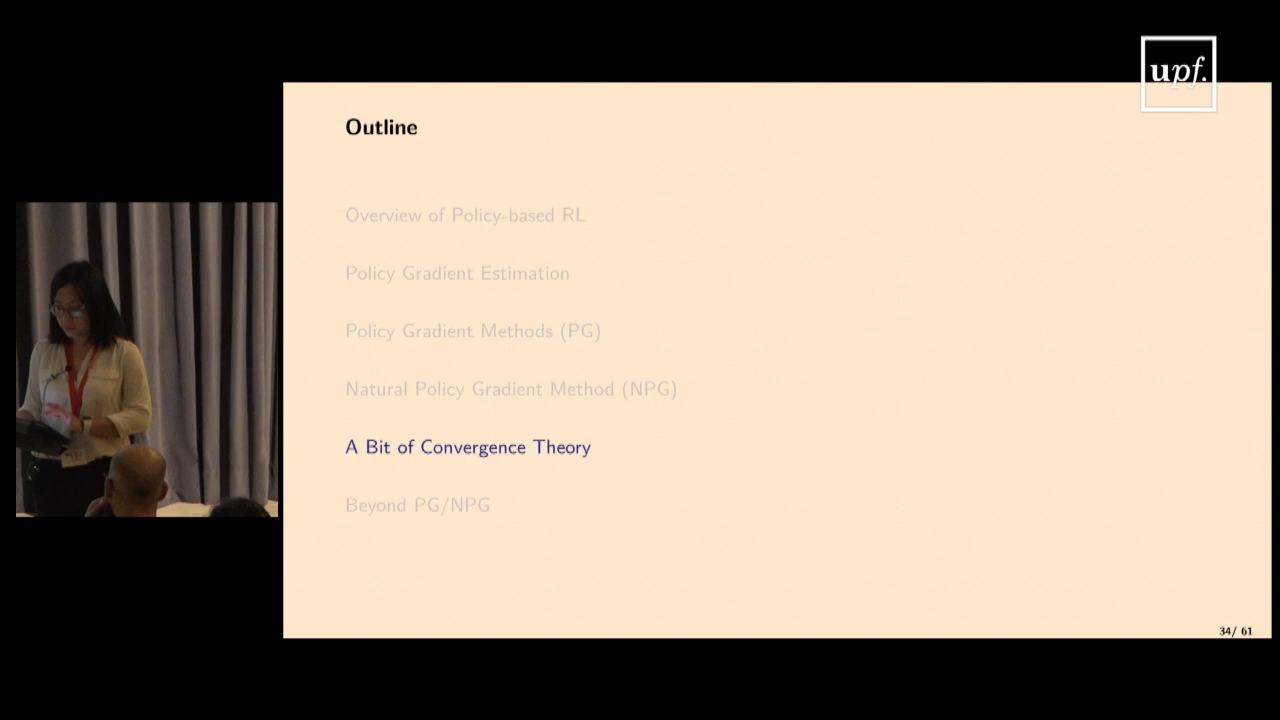 upf.
Outline
Overview of Policy-based RL
Policy Gradient Estimation
Policy Gradient Methods (PG)
Natural Policy Gradient Method (NPG)
A Bit of Convergence Theory
Beyond PG/NPG
34/ 61